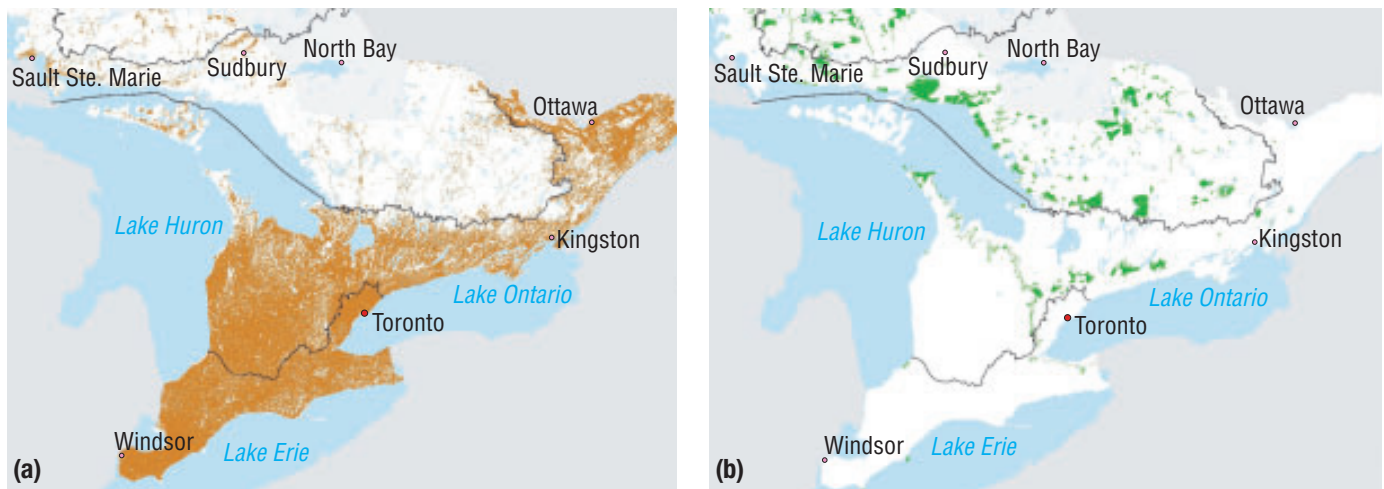 North Bay
Sault Ste. Marie
Sudbury
Ottawa
Lake Huron
Kingston
Lake Ontario
Toronto
Windsor
Lake Erie
(a)
North Bay
Sault Ste. Marie
Sudbury
Ottawa
Lake Huron
Kingston
Lake Ontario
Toronto
Windsor
Lake Erie
(b)